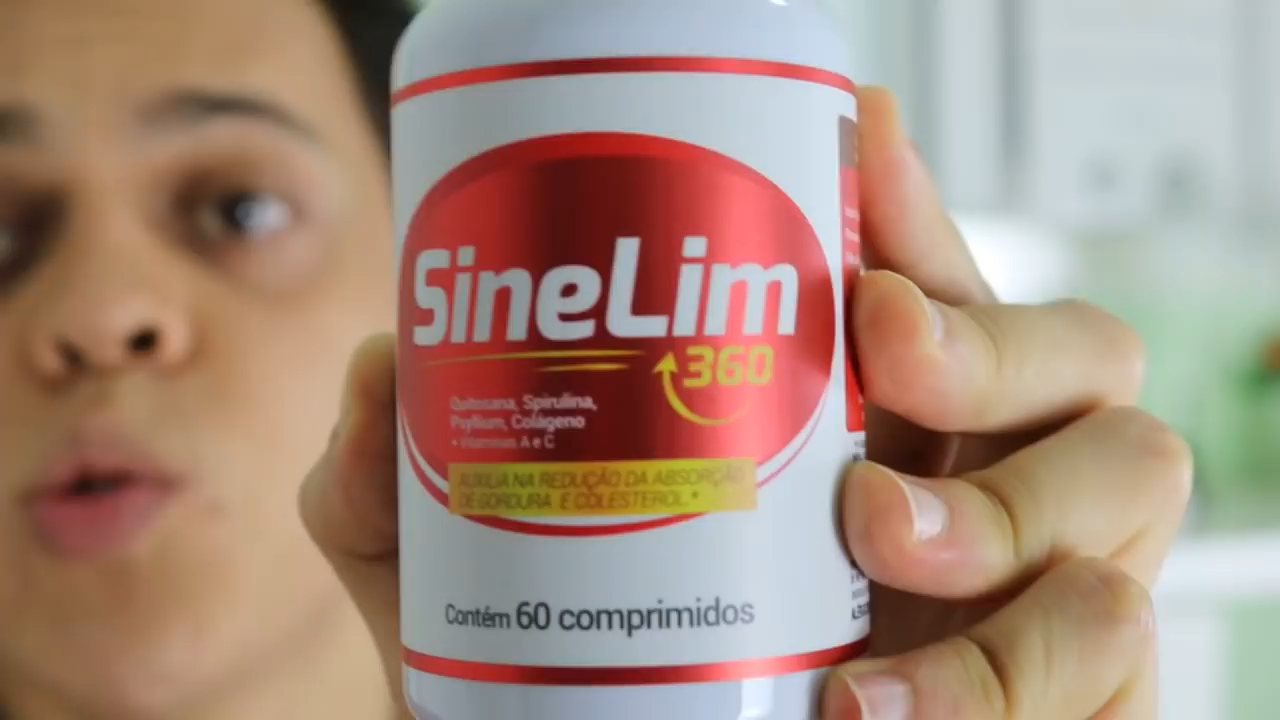 SineLim
360
Quitosana, Spirulina,
Psyllium, Colágeno
+ Vitaminas A e C
AUXILIA NA REDUÇÃO DA ABSORÇÃO
DE GORDURA E COLESTEROL.*
Contém 60 comprimidos